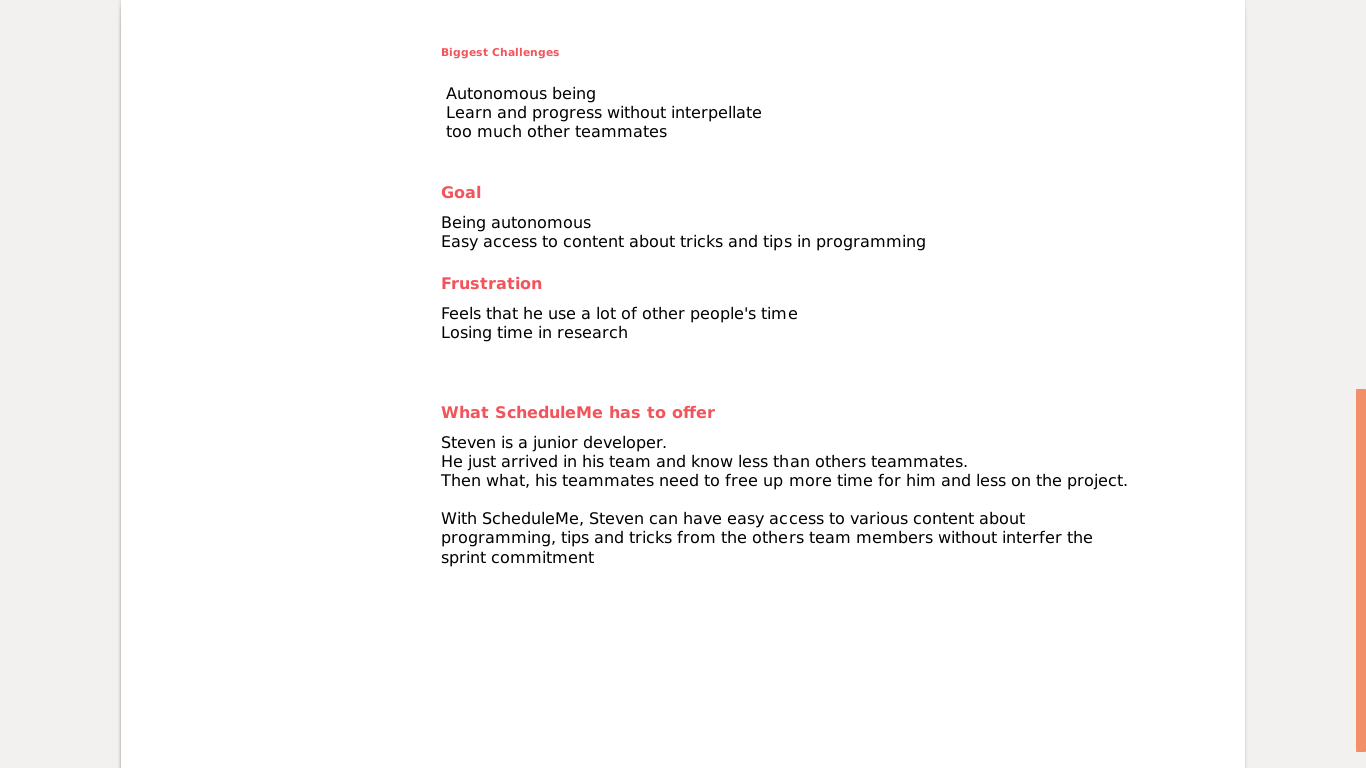 Biggest Challenges
Autonomous being
Learn and progress without interpellate
too much other teammates
Goal
Being autonomous
Easy access to content about tricks and tips in programming
Frustration
Feels that he use a lot of other people's time
Losing time in research
What ScheduleMe has to offer
Steven is a junior developer.
He just arrived in his team and know less than others teammates.
Then what, his teammates need to free up more time for him and less on the project.
With ScheduleMe, Steven can have easy access to various content about
programming, tips and tricks from the others team members without interfer the
sprint commitment